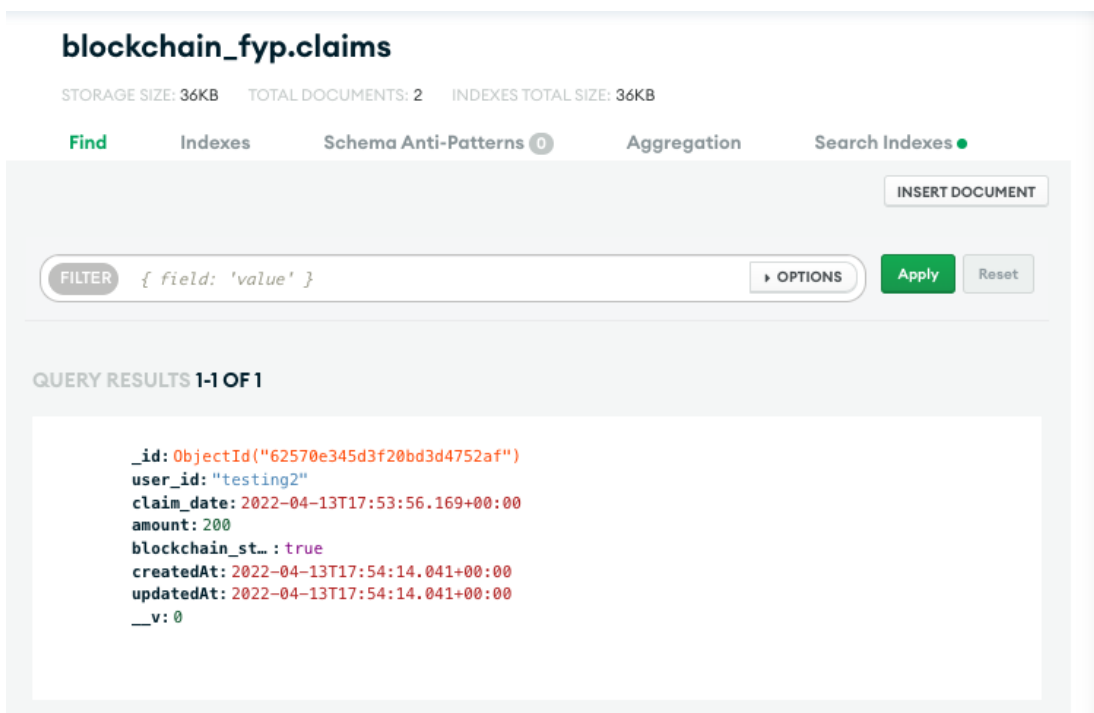 blockchain_fyp.claims
STORAGE SIZE: 36KB TOTAL DOCUMENTS: 2 INDEXES TOTAL SIZE: 36KB
Find Indexes Schema Anti-Patterns 0 Aggregation Search Indexes
INSERT DOCUMENT
FILTER { field: 'value' } OPTIONS Apply Reset
QUERY RESULTS 1-1 OF 1
_id: ObjectId("62570e345d3f20bd3d4752af")
user_id: "testing2"
claim_date: 2022-04-13T17:53:56.169+00:00
amount: 200
blockchain_st… : true
createdAt: 2022-04-13T17:54:14.041+00:00
updatedAt: 2022-04-13T17:54:14.041+00:00
__v: 0